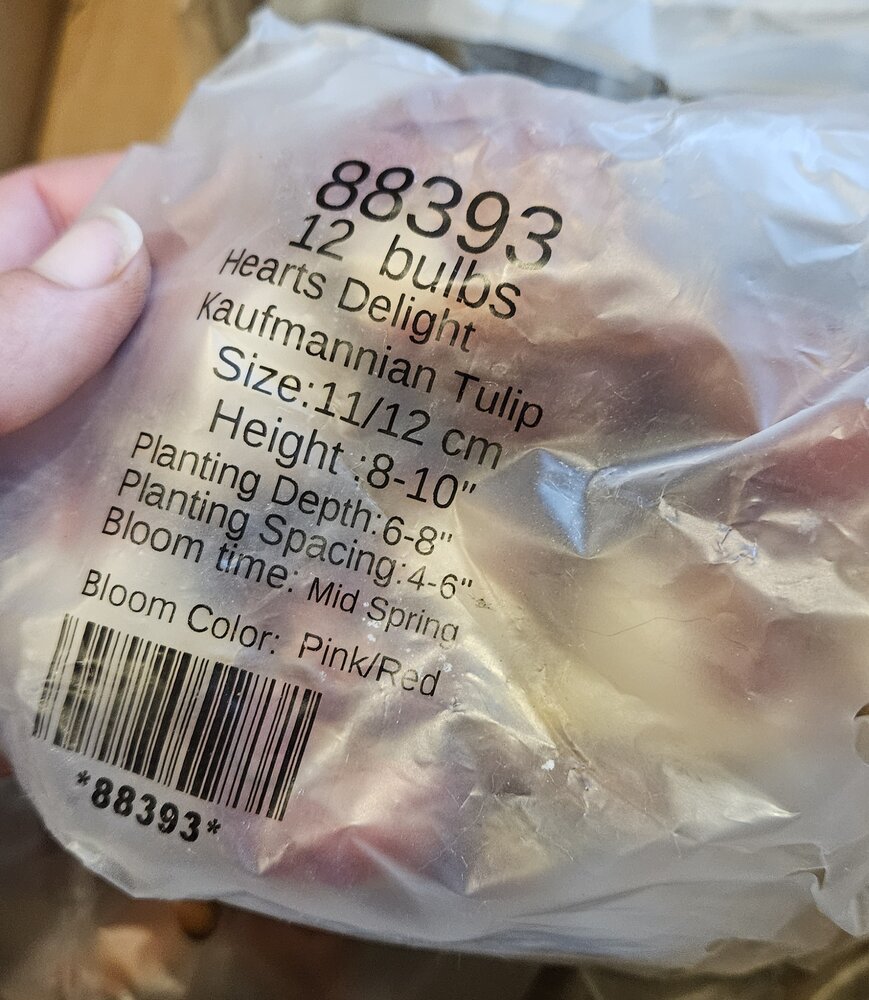 88393
12 bulbs
Hearts Delight
Kaufmannian Tulip
Size:11/12 cm
Height :8-10"
Planting Depth:6-8"
Planting Spacing:4-6"
Bloom time: Mid Spring
Bloom Color: Pink/Red
*88393*